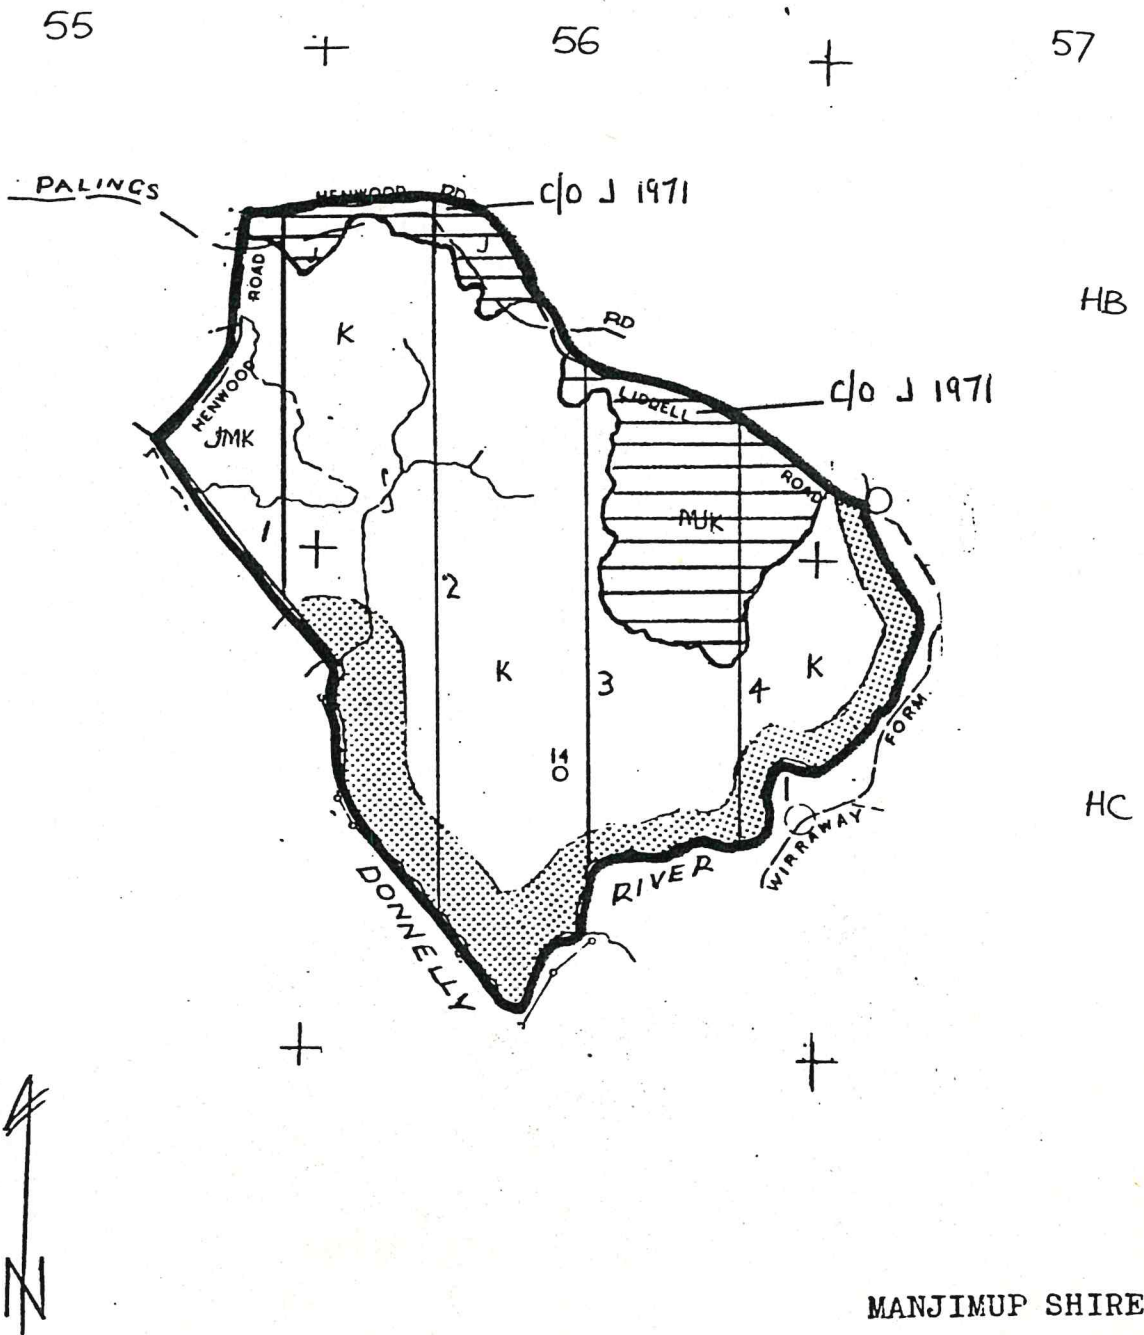 55 56 57
PALINGS
HENWOOD RD
C/O J 1971
J
J
ROAD
HB
K
RD
HENWOOD
LIDDELL
C/O J 1971
JMK
ROAD
MJK
1
2
K
3
4
K
FORM.
14
HC
WIRRAWAY
DONNELLY
RIVER
N
MANJIMUP SHIRE